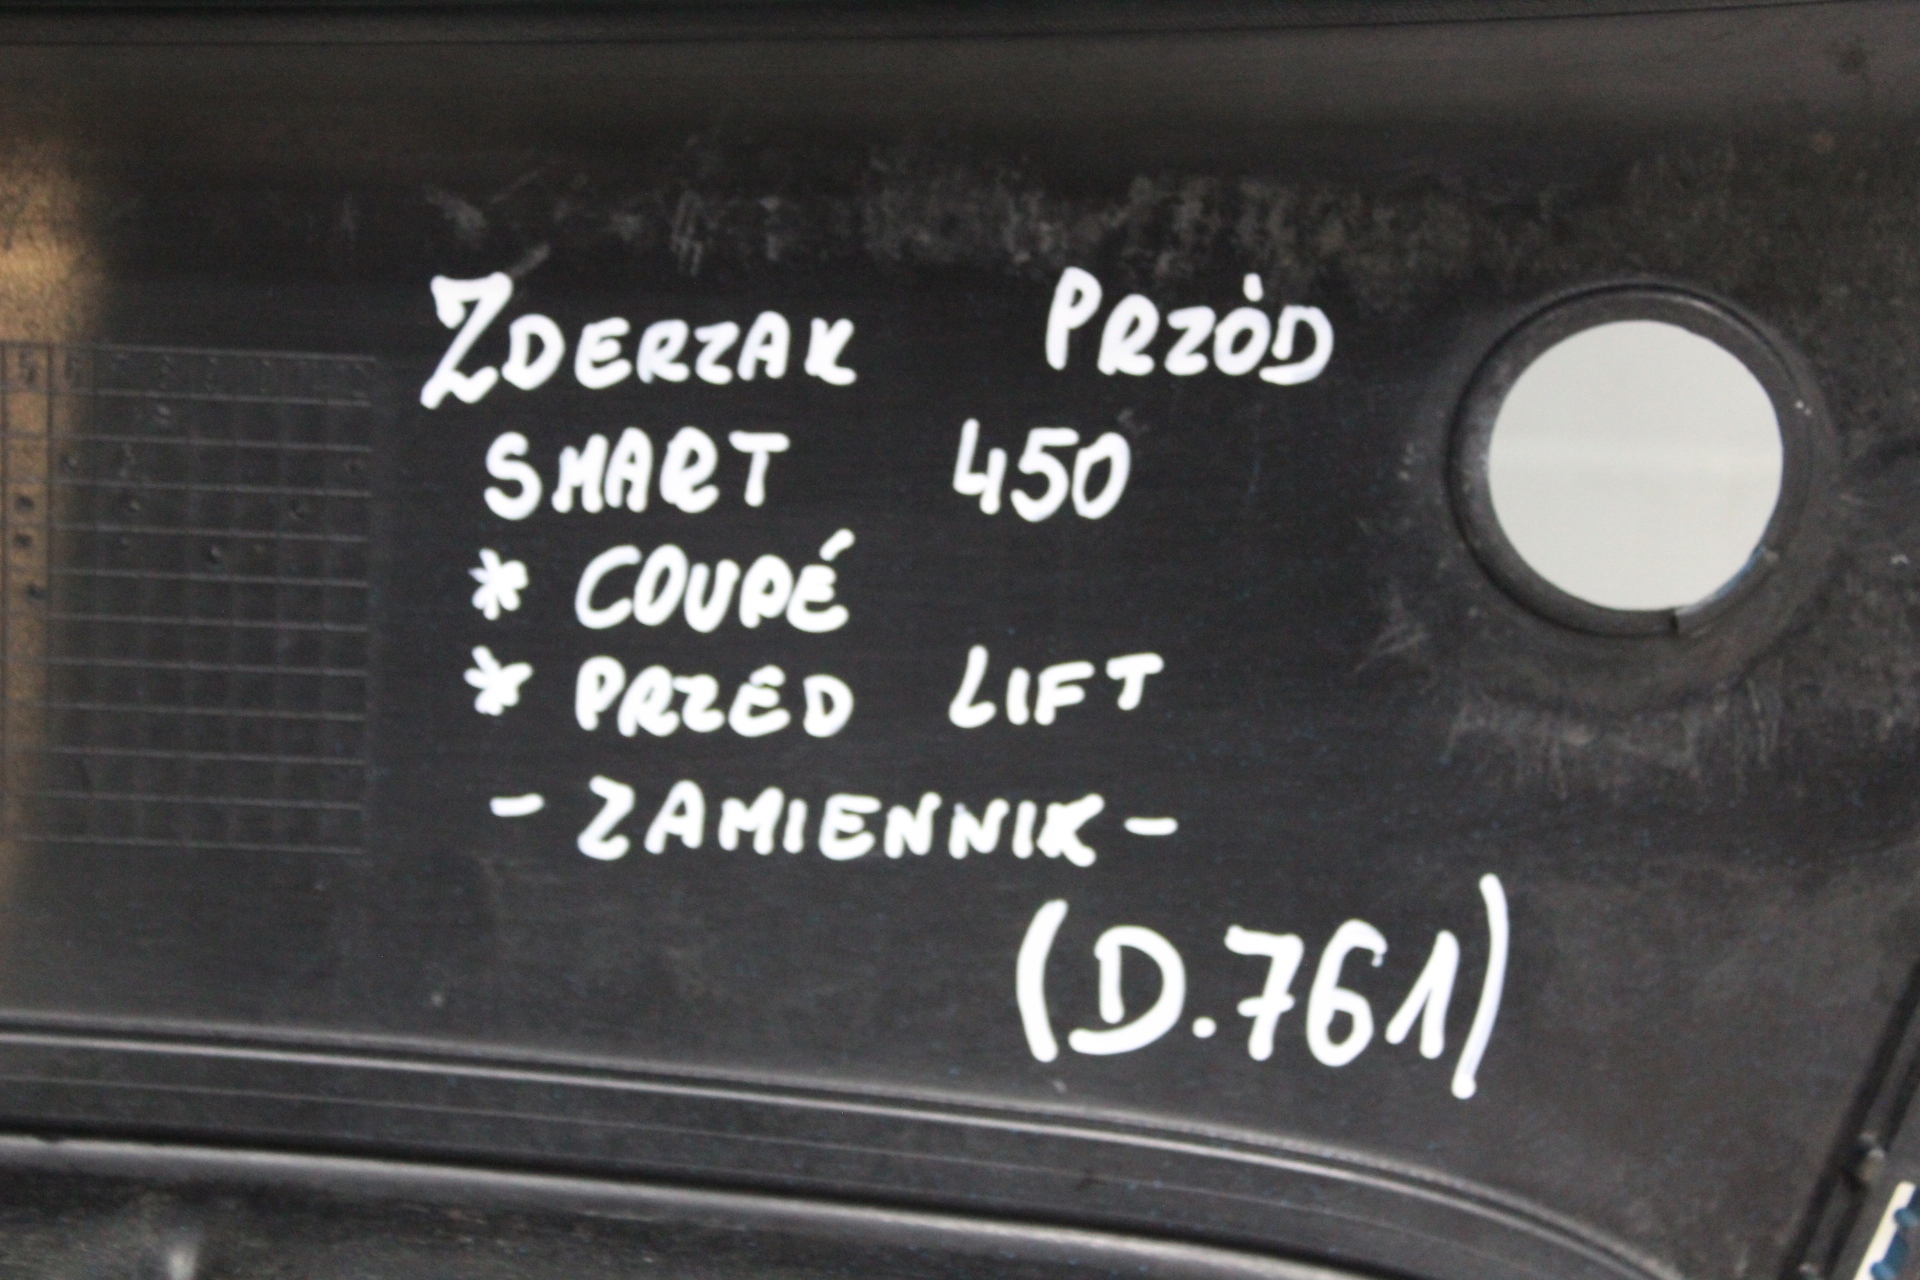 ZDERZAK PRZÓD
SMART 450
* COUPÉ
* PRZED LIFT
- ZAMIENNIK -
(D.761)